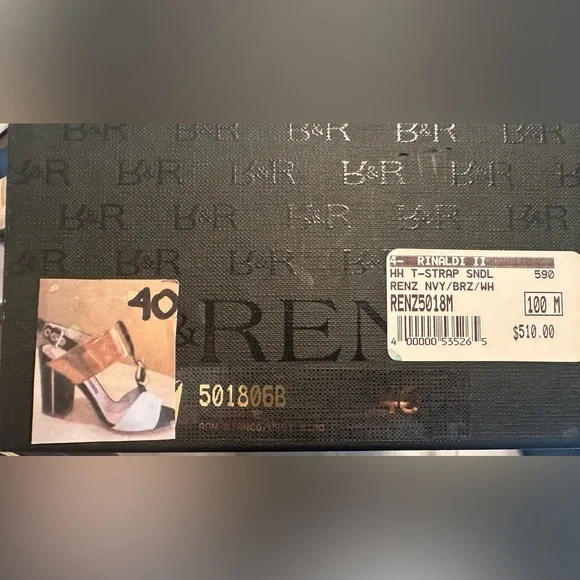 B&R B&R B&R B&R B&R
B&R B&R B&R B&R B&R
B&R B&R B&R B&R B&R
4- RINALDI II
HH T-STRAP SNDL 590
RENZ NVY/BRZ/WH
RENZ5018M 100 M
4 00000 53526 5
$510.00
40
&REN
501806B